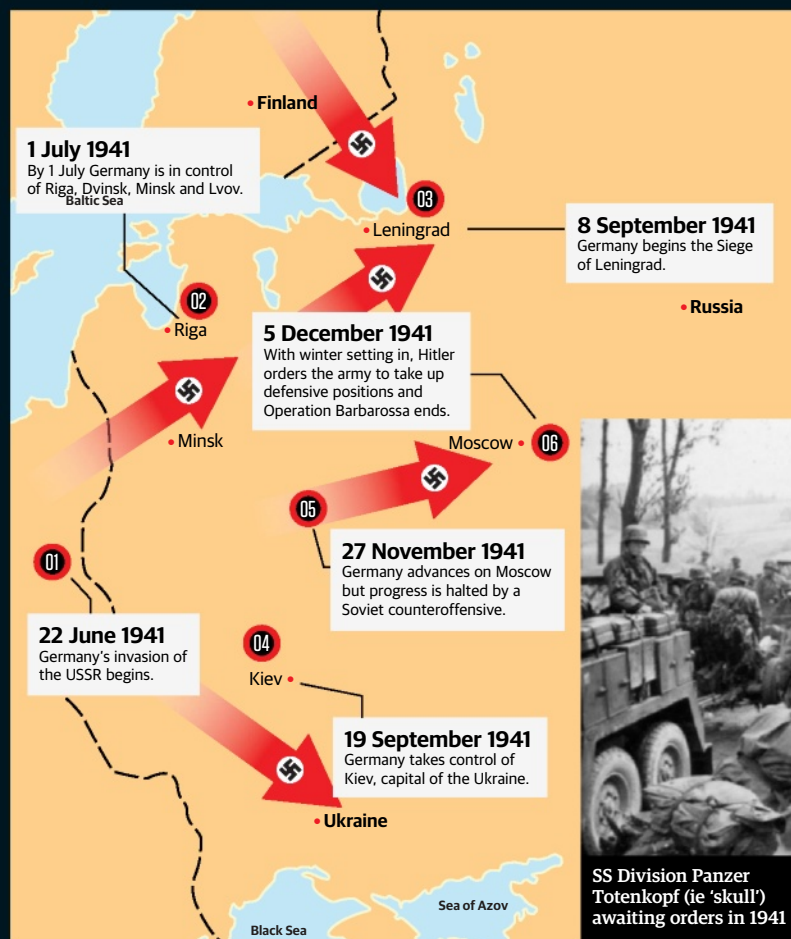 Finland
1 July 1941
By 1 July Germany is in control
of Riga, Dvinsk, Minsk and Lvov.
Baltic Sea
03
Leningrad
8 September 1941
Germany begins the Siege
of Leningrad.
Russia
02
Riga
5 December 1941
With winter setting in, Hitler
orders the army to take up
defensive positions and
Operation Barbarossa ends.
Minsk
Moscow
06
05
27 November 1941
Germany advances on Moscow
but progress is halted by a
Soviet counteroffensive.
01
22 June 1941
Germany's invasion of
the USSR begins.
04
Kiev
19 September 1941
Germany takes control of
Kiev, capital of the Ukraine.
Ukraine
Sea of Azov
Black Sea
SS Division Panzer
Totenkopf (ie ‘skull’)
awaiting orders in 1941